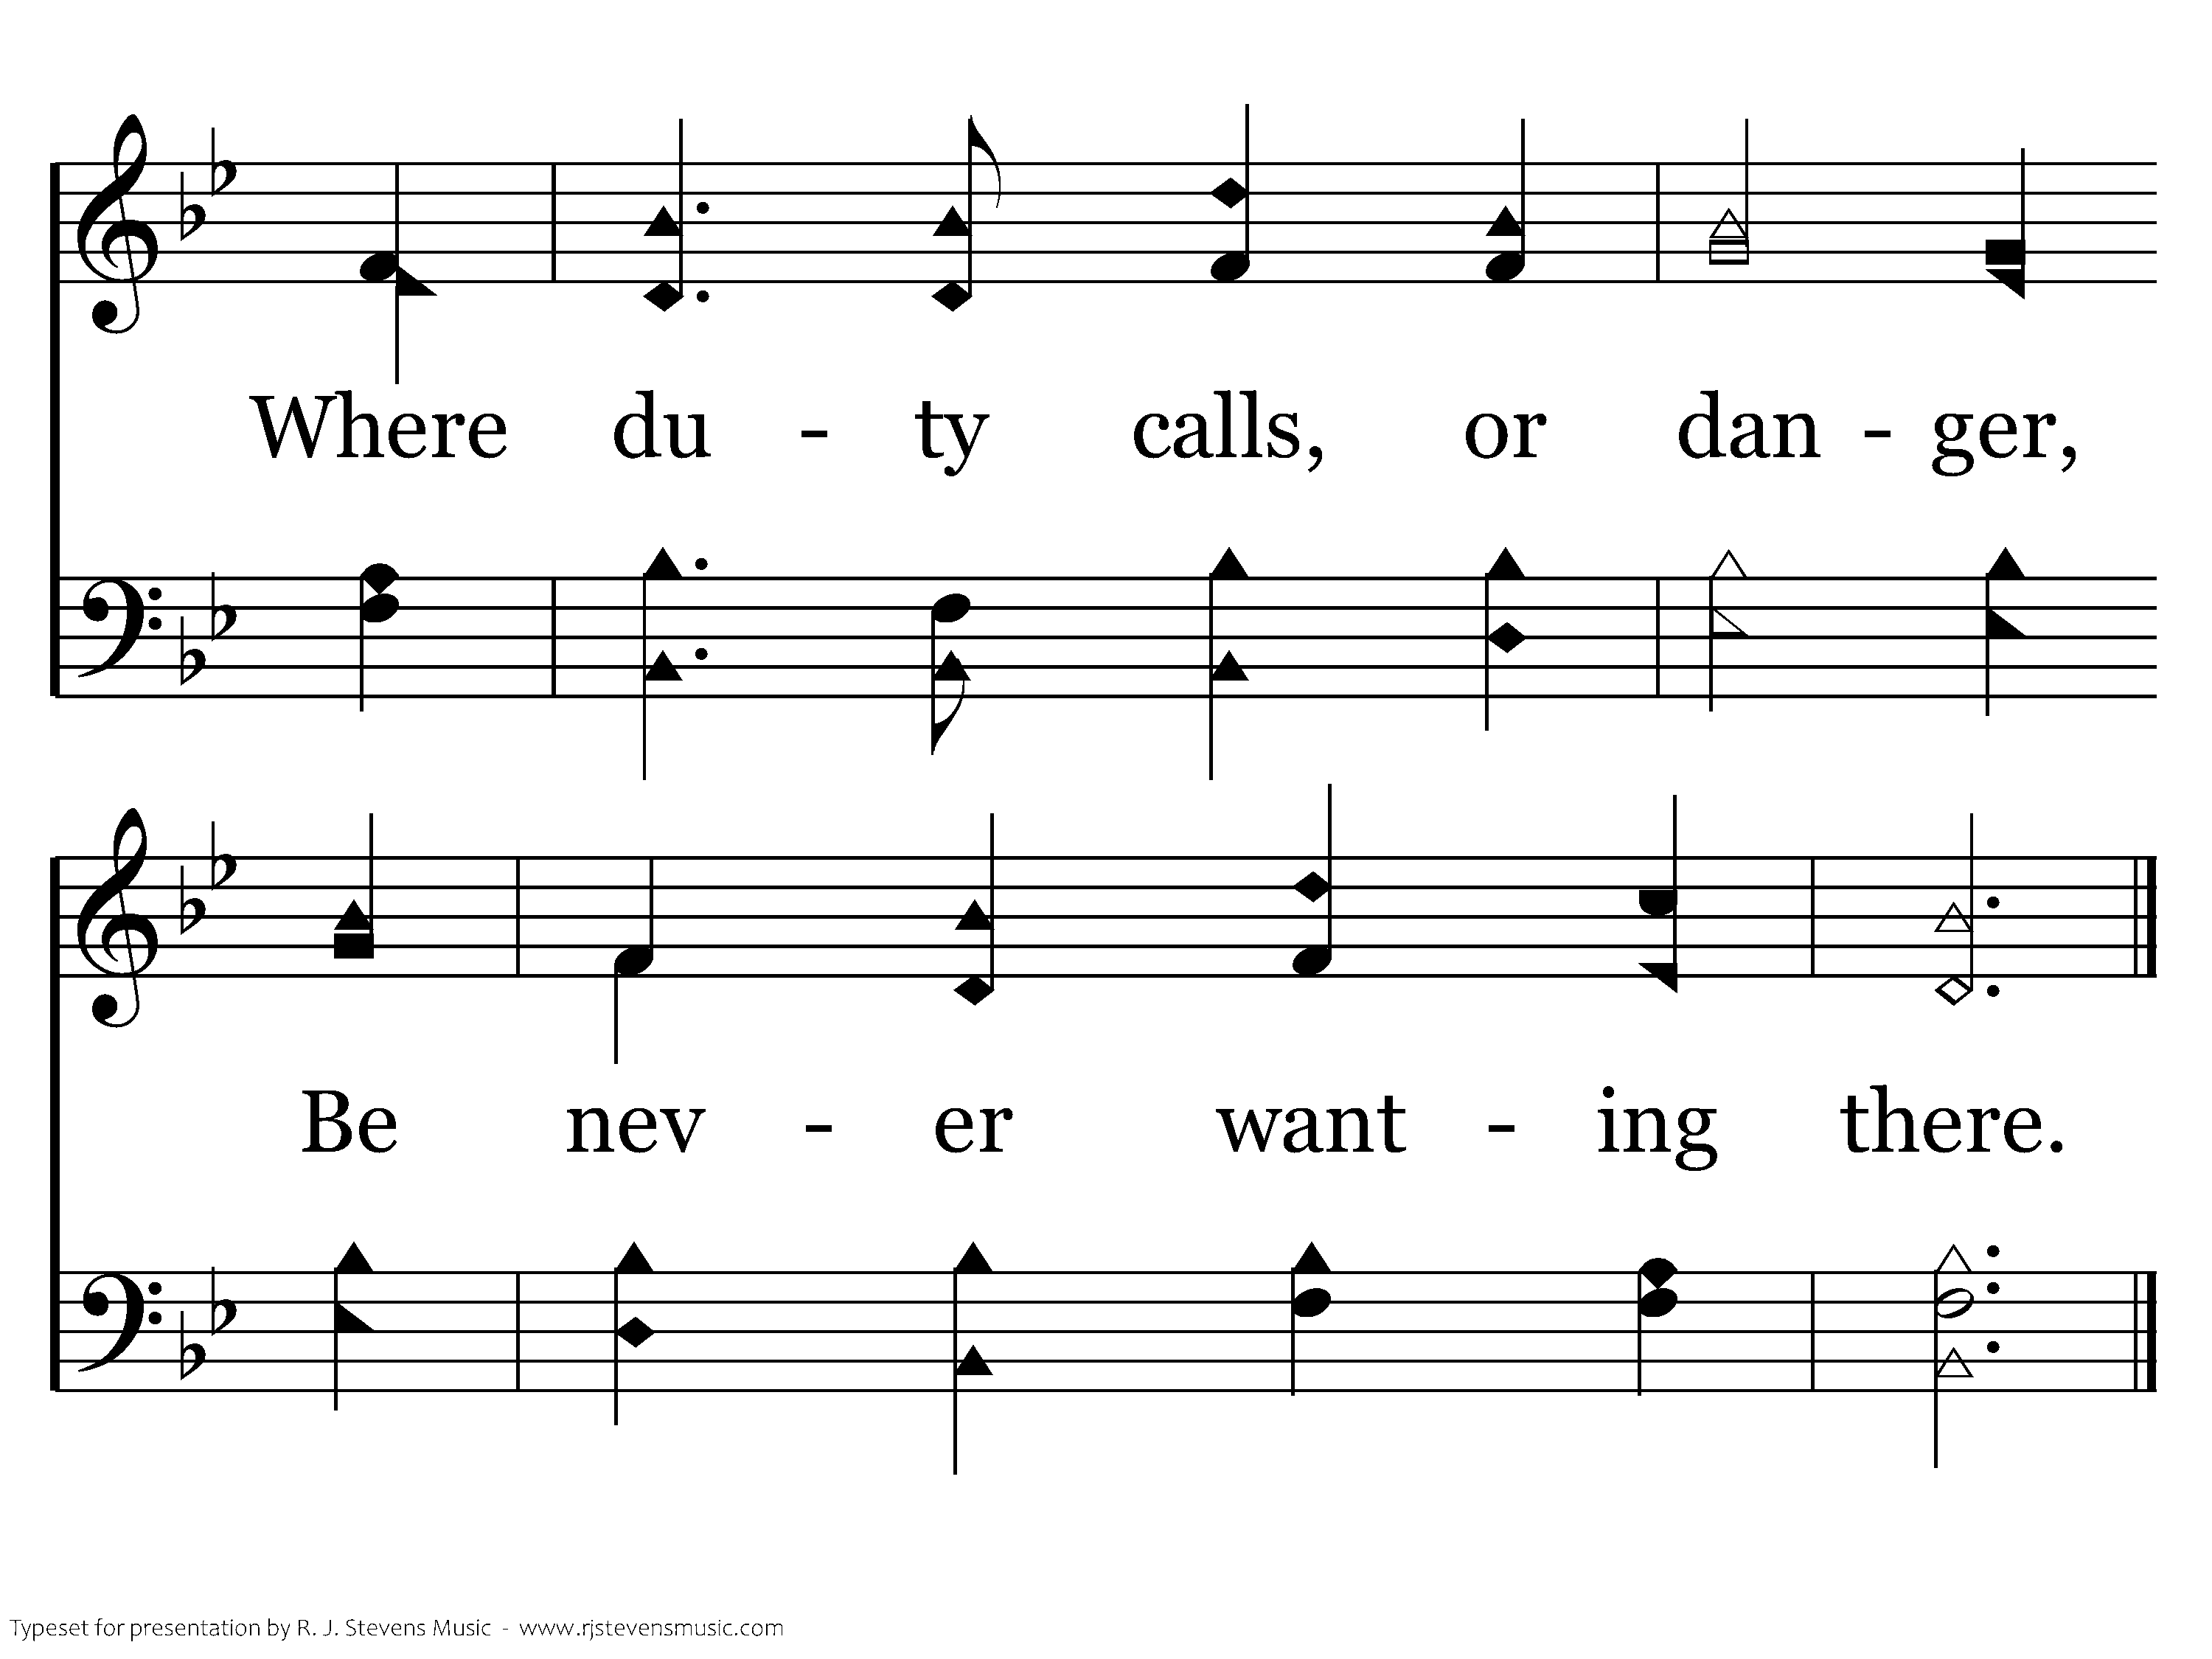 Where du - ty calls, or dan - ger,
Be nev - er want - ing there.
Typeset for presentation by R. J. Stevens Music - www.rjstevensmusic.com